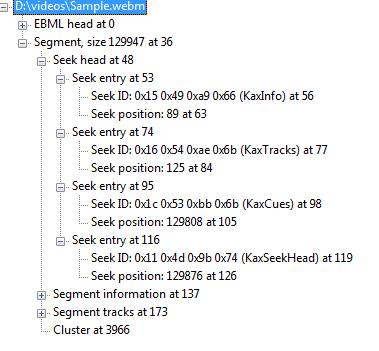 D:\videos\Sample.webm
EBML head at 0
Segment, size 129947 at 36
Seek head at 48
Seek entry at 53
Seek ID: 0x15 0x49 0xa9 0x66 (KaxInfo) at 56
Seek position: 89 at 63
Seek entry at 74
Seek ID: 0x16 0x54 0xae 0x6b (KaxTracks) at 77
Seek position: 125 at 84
Seek entry at 95
Seek ID: 0x1c 0x53 0xbb 0x6b (KaxCues) at 98
Seek position: 129808 at 105
Seek entry at 116
Seek ID: 0x11 0x4d 0x9b 0x74 (KaxSeekHead) at 119
Seek position: 129876 at 126
Segment information at 137
Segment tracks at 173
Cluster at 3966